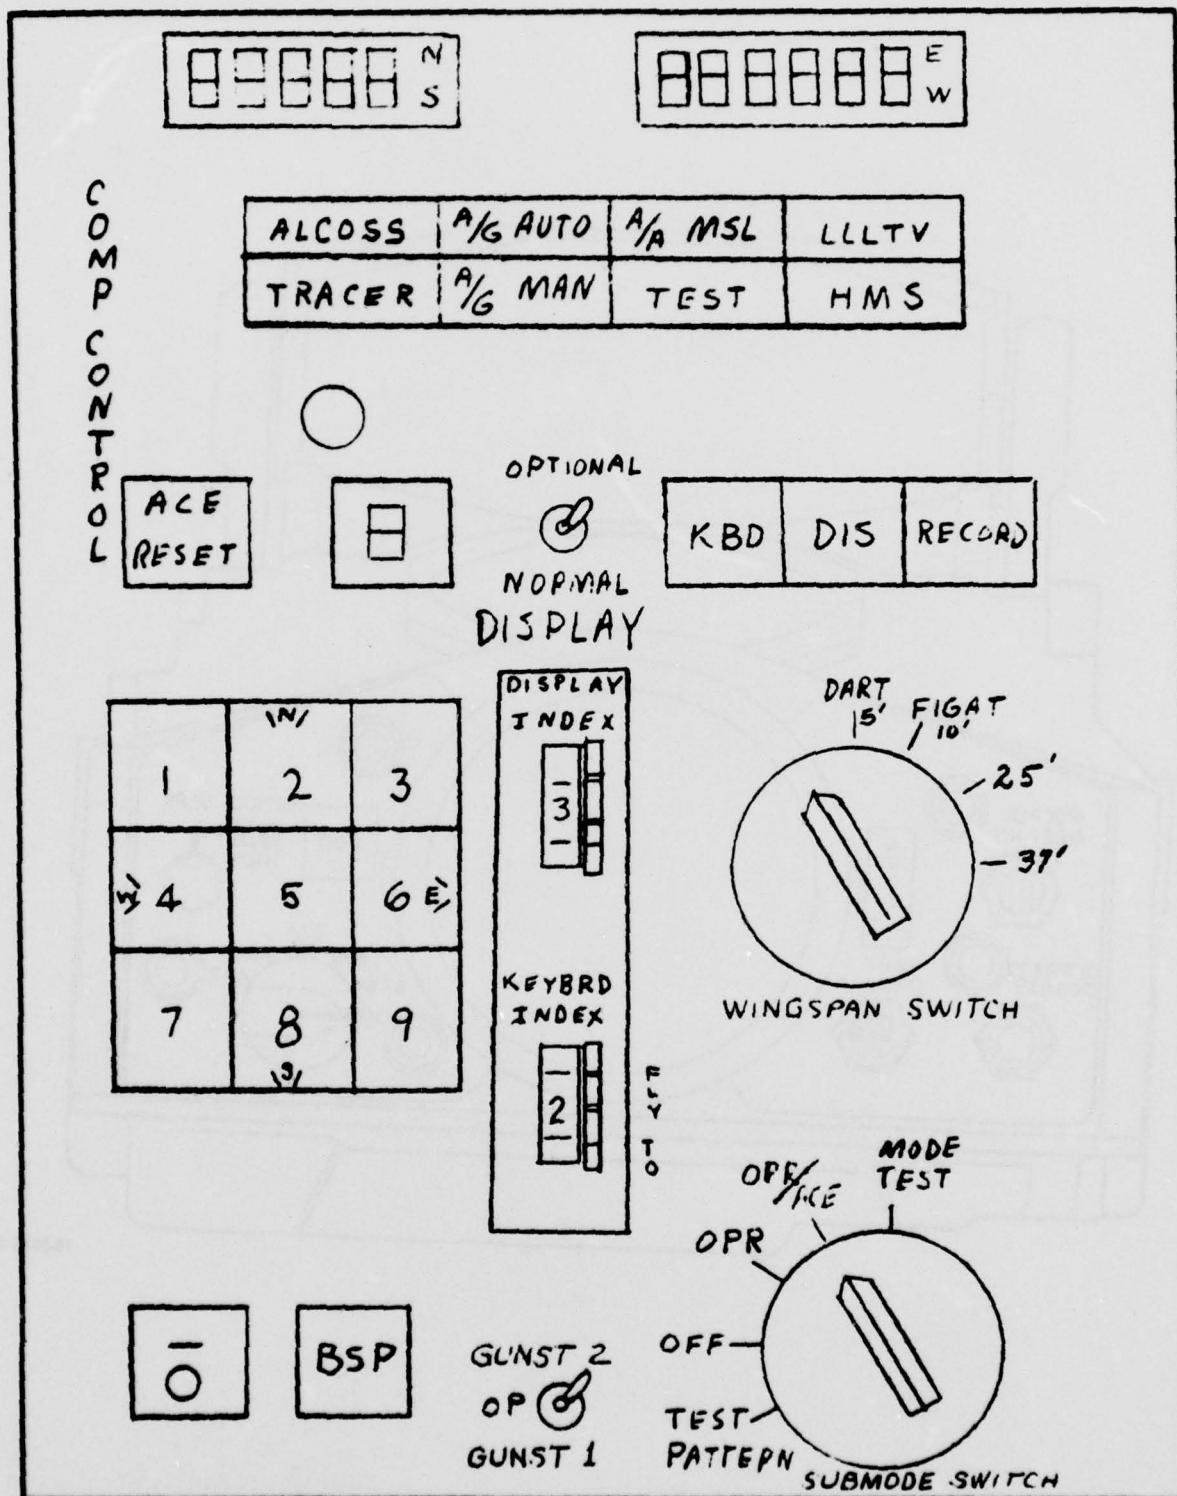 N
S
E
W
COMP CONTROL
ALCOSS A/G AUTO A/A MSL LLLTV
TRACER A/G MAN TEST HMS
ACE
RESET
OPTIONAL
NORMAL
DISPLAY
KBD DIS RECORD
1 2 3
N
W 4 5 6 E
7 8 9
S
DISPLAY
INDEX
3
KEYBRD
INDEX
2
FLY TO
DART
5'
FIGAT
10'
25'
37'
WINGSPAN SWITCH
MODE
TEST
OPR/ACE
OPR
OFF
TEST
PATTERN
SUBMODE SWITCH
O
BSP
GUNST 2
OP
GUNST 1